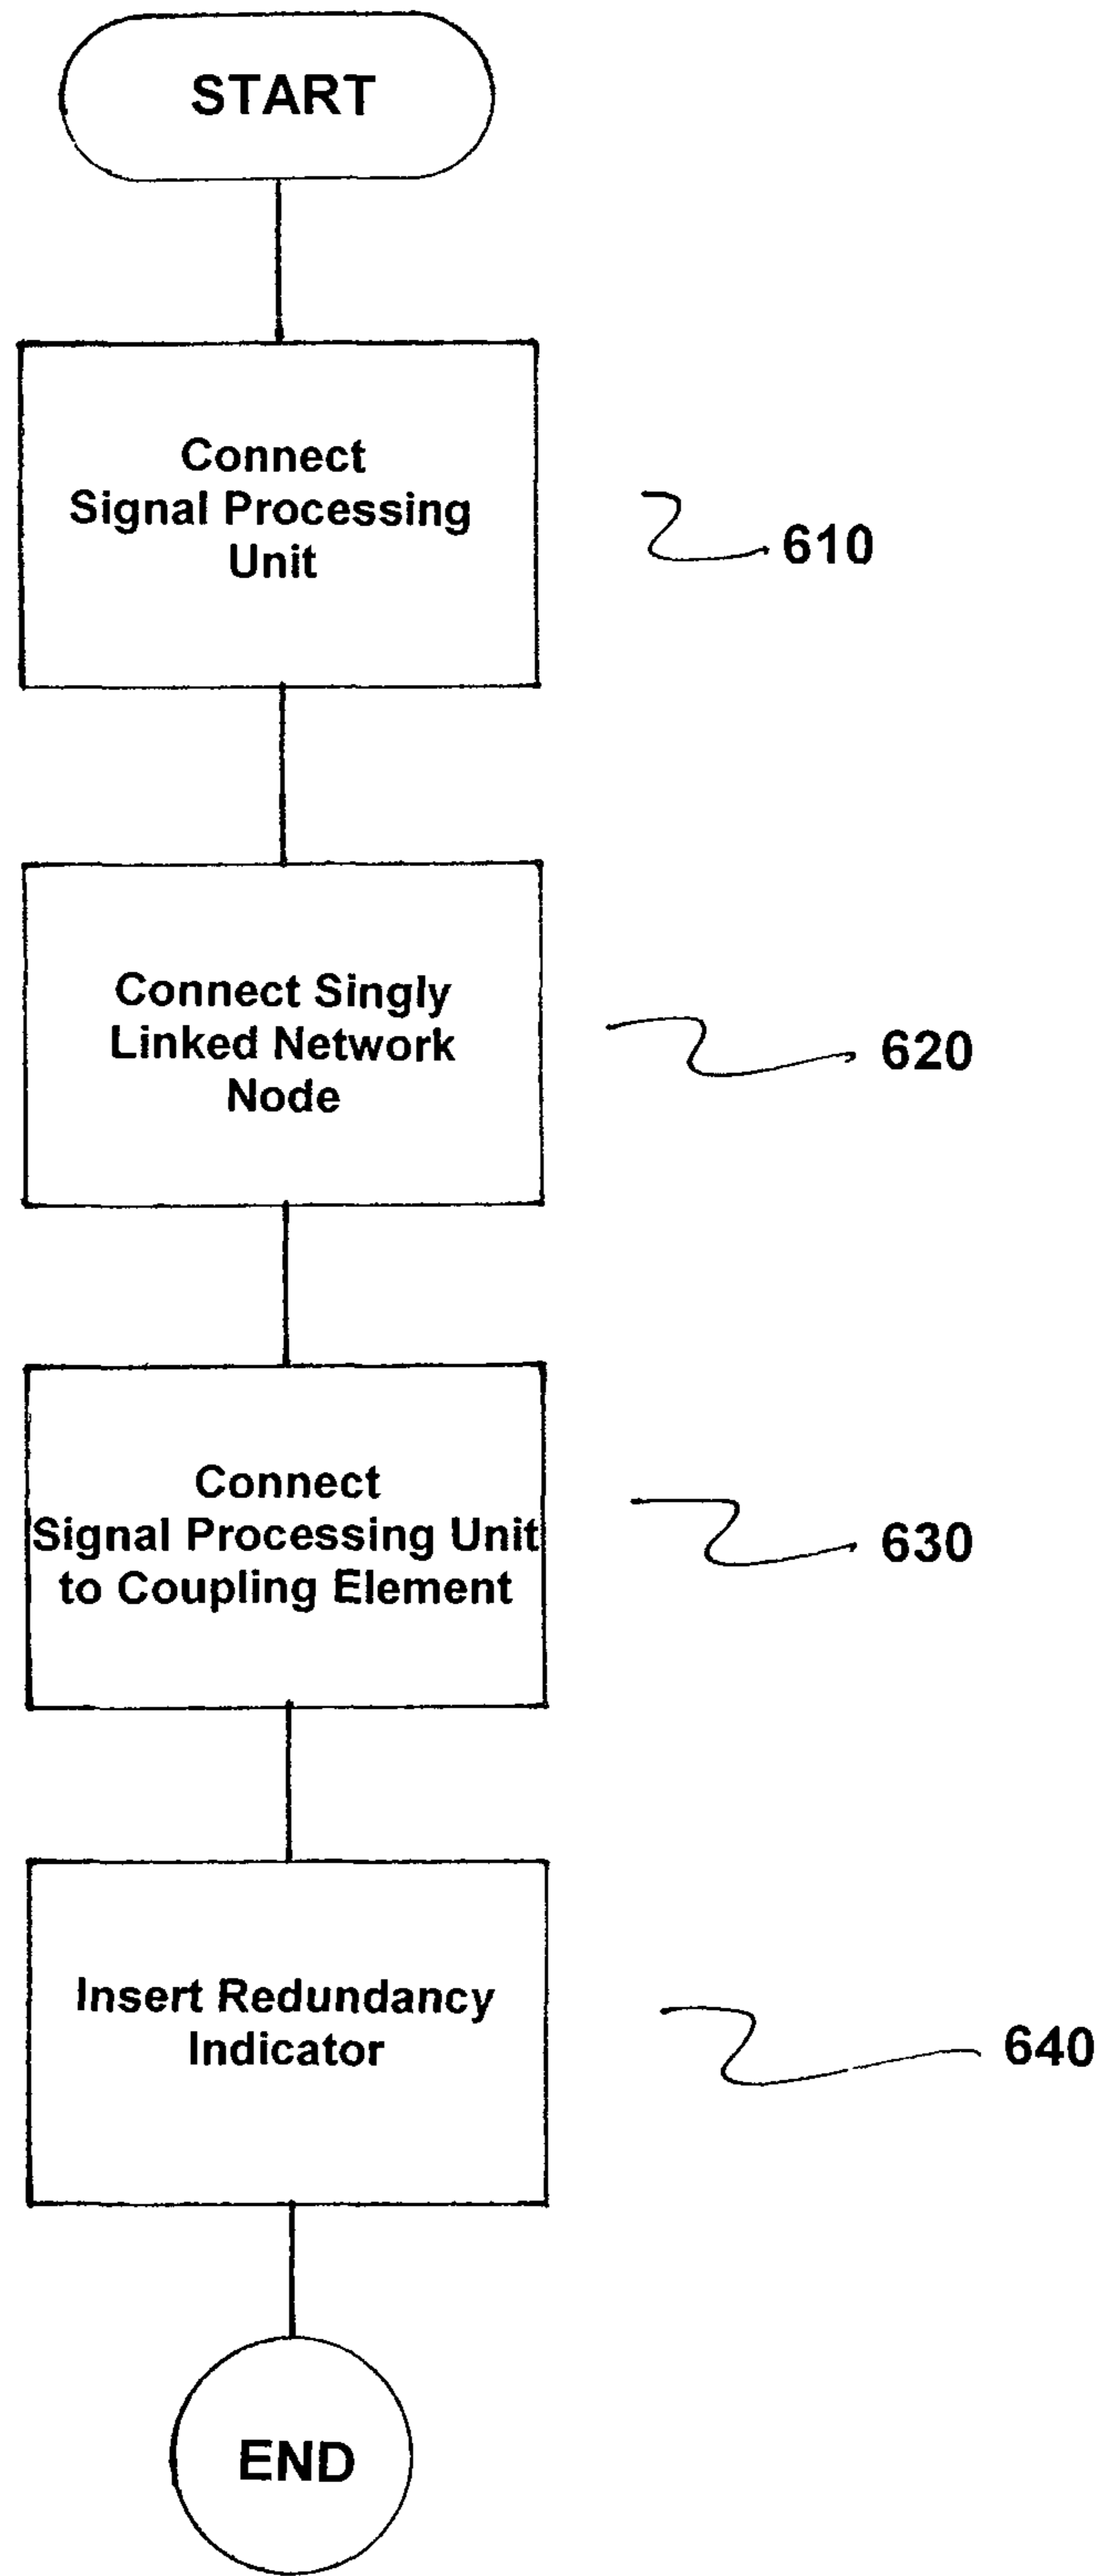 START
Connect
Signal Processing
Unit
610
Connect Singly
Linked Network
Node
620
Connect
Signal Processing Unit
to Coupling Element
630
Insert Redundancy
Indicator
640
END